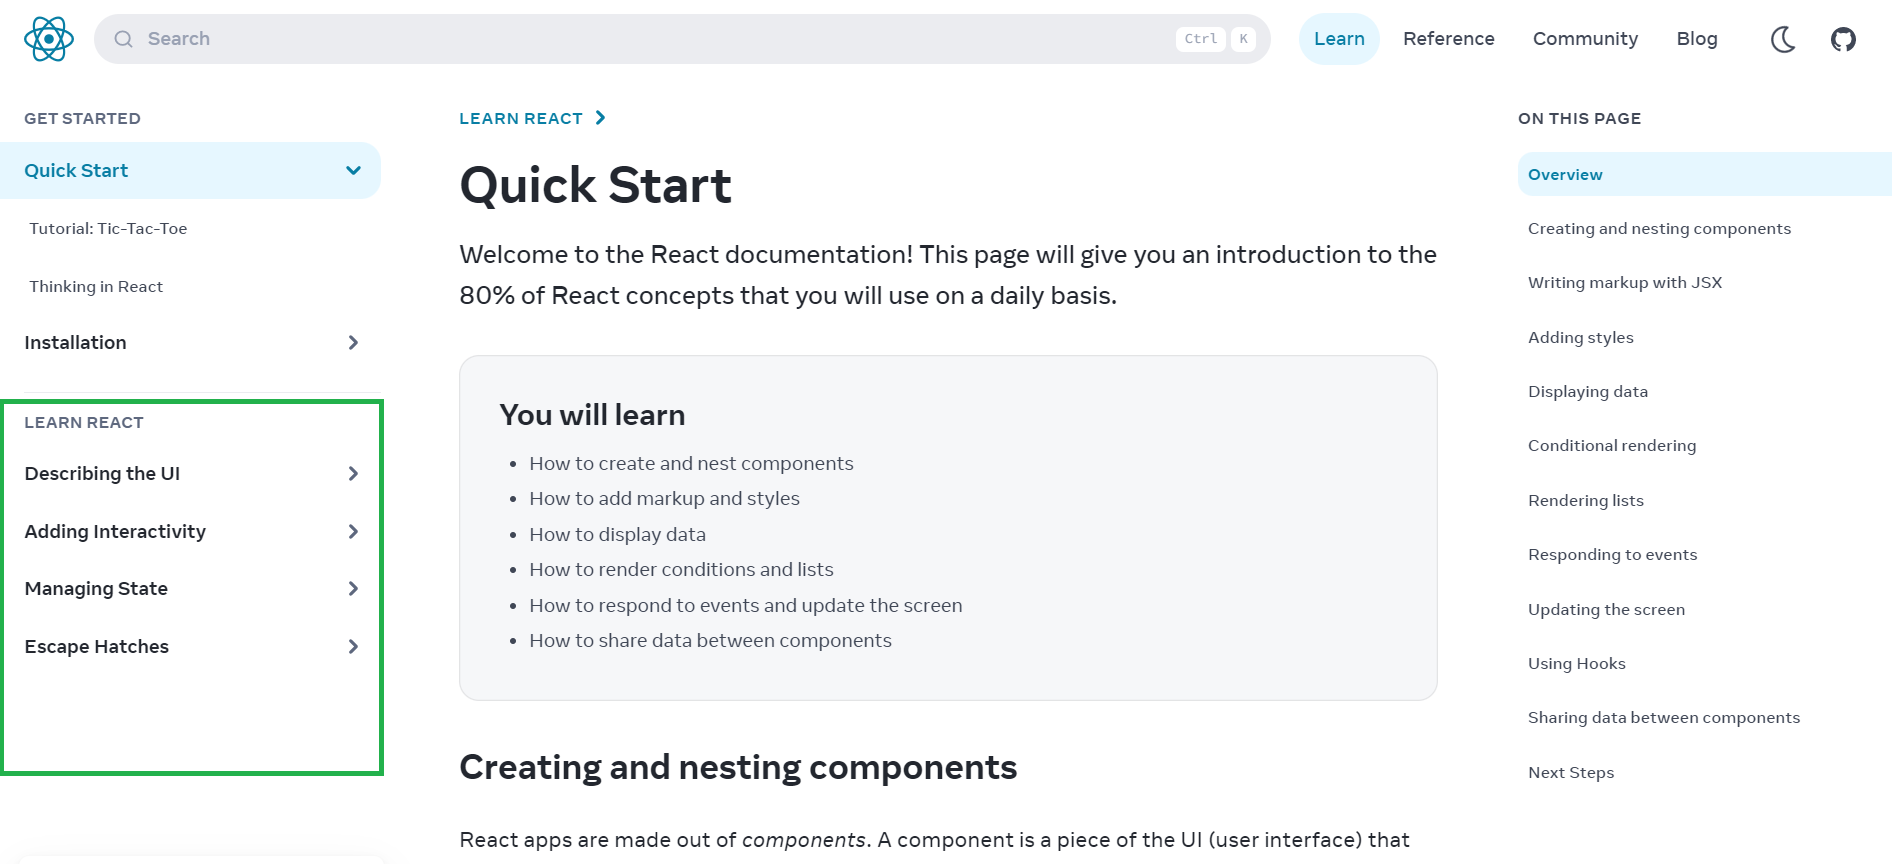 Search
Ctrl K
Learn
Reference
Community
Blog
GET STARTED
Quick Start
Tutorial: Tic-Tac-Toe
Thinking in React
Installation
LEARN REACT
Describing the UI
Adding Interactivity
Managing State
Escape Hatches
LEARN REACT
Quick Start
Welcome to the React documentation! This page will give you an introduction to the
80% of React concepts that you will use on a daily basis.
You will learn
• How to create and nest components
• How to add markup and styles
• How to display data
• How to render conditions and lists
• How to respond to events and update the screen
• How to share data between components
Creating and nesting components
React apps are made out of components. A component is a piece of the UI (user interface) that
ON THIS PAGE
Overview
Creating and nesting components
Writing markup with JSX
Adding styles
Displaying data
Conditional rendering
Rendering lists
Responding to events
Updating the screen
Using Hooks
Sharing data between components
Next Steps